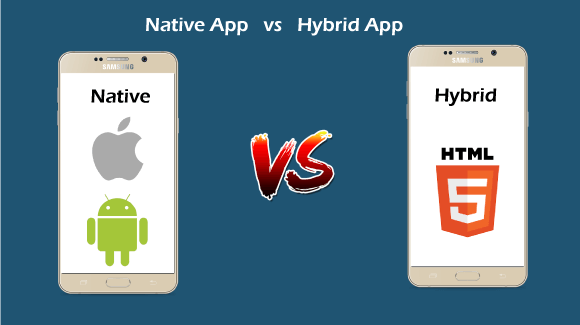 Native App vs Hybrid App
SAMSUNG
SAMSUNG
Native
Hybrid
VS
HTML
5